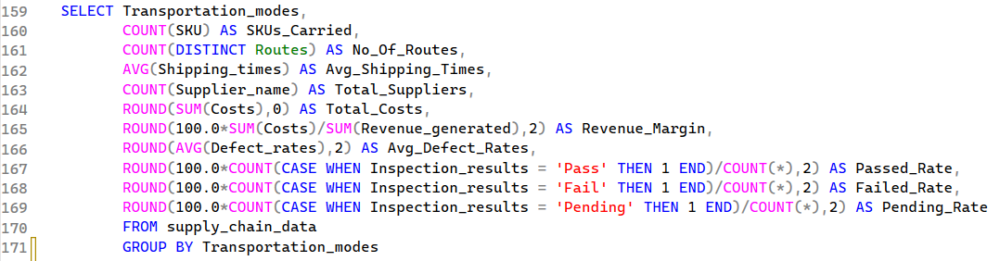 159 SELECT Transportation_modes,
160 COUNT(SKU) AS SKUs_Carried,
161 COUNT(DISTINCT Routes) AS No_Of_Routes,
162 AVG(Shipping_times) AS Avg_Shipping_Times,
163 COUNT(Supplier_name) AS Total_Suppliers,
164 ROUND(SUM(Costs),0) AS Total_Costs,
165 ROUND(100.0*SUM(Costs)/SUM(Revenue_generated),2) AS Revenue_Margin,
166 ROUND(AVG(Defect_rates),2) AS Avg_Defect_Rates,
167 ROUND(100.0*COUNT(CASE WHEN Inspection_results = 'Pass' THEN 1 END)/COUNT(*),2) AS Passed_Rate,
168 ROUND(100.0*COUNT(CASE WHEN Inspection_results = 'Fail' THEN 1 END)/COUNT(*),2) AS Failed_Rate,
169 ROUND(100.0*COUNT(CASE WHEN Inspection_results = 'Pending' THEN 1 END)/COUNT(*),2) AS Pending_Rate
170 FROM supply_chain_data
171 GROUP BY Transportation_modes